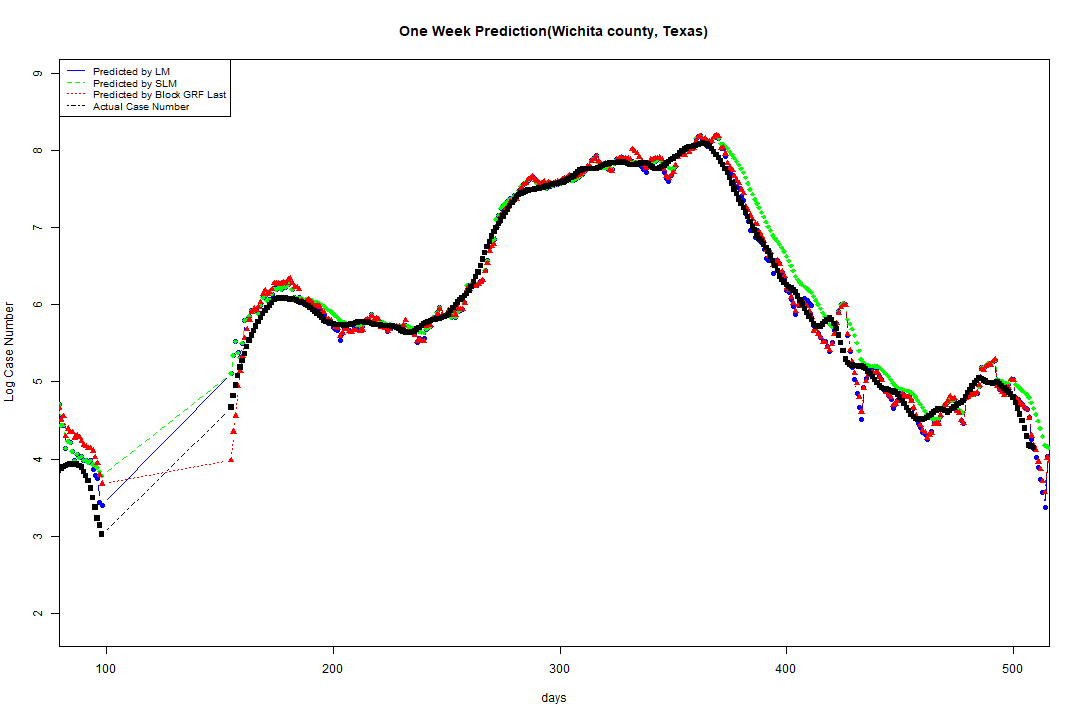 One Week Prediction(Wichita county, Texas)
Predicted by LM
Predicted by SLM
Predicted by Block GRF Last
Actual Case Number
Log Case Number
9
8
7
6
5
4
3
2
100 200 300 400 500
days